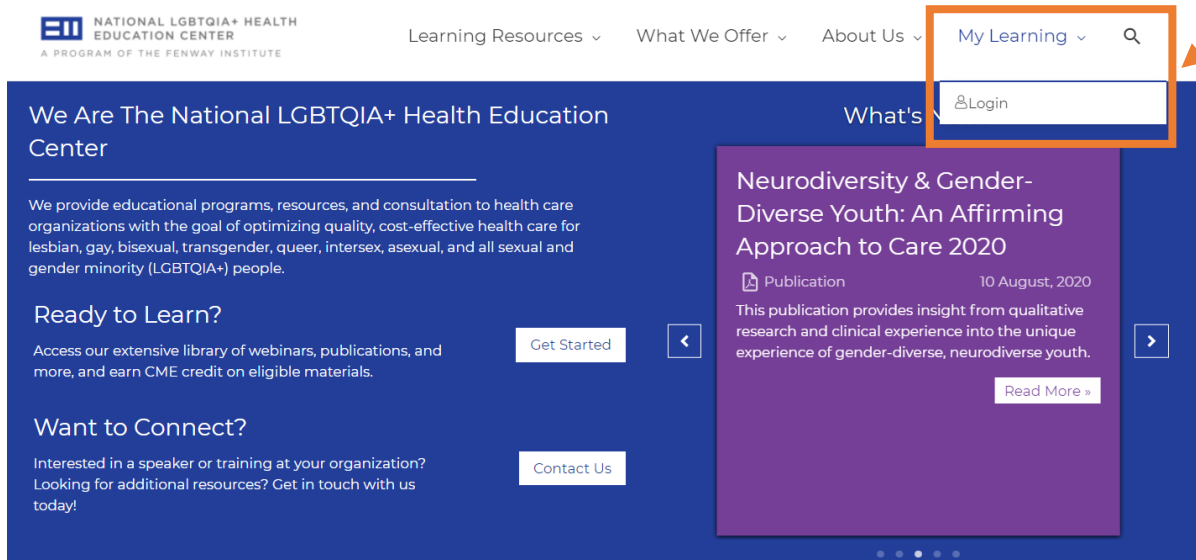 NATIONAL LGBTQIA+ HEALTH
EDUCATION CENTER
A PROGRAM OF THE FENWAY INSTITUTE
Learning Resources
What We Offer
About Us
My Learning
Login
We Are The National LGBTQIA+ Health Education
Center
We provide educational programs, resources, and consultation to health care
organizations with the goal of optimizing quality, cost-effective health care for
lesbian, gay, bisexual, transgender, queer, intersex, asexual, and all sexual and
gender minority (LGBTQIA+) people.
Ready to Learn?
Access our extensive library of webinars, publications, and
more, and earn CME credit on eligible materials.
Get Started
Want to Connect?
Interested in a speaker or training at your organization?
Looking for additional resources? Get in touch with us
today!
Contact Us
What's
Neurodiversity & Gender-
Diverse Youth: An Affirming
Approach to Care 2020
Publication
10 August, 2020
This publication provides insight from qualitative
research and clinical experience into the unique
experience of gender-diverse, neurodiverse youth.
Read More »